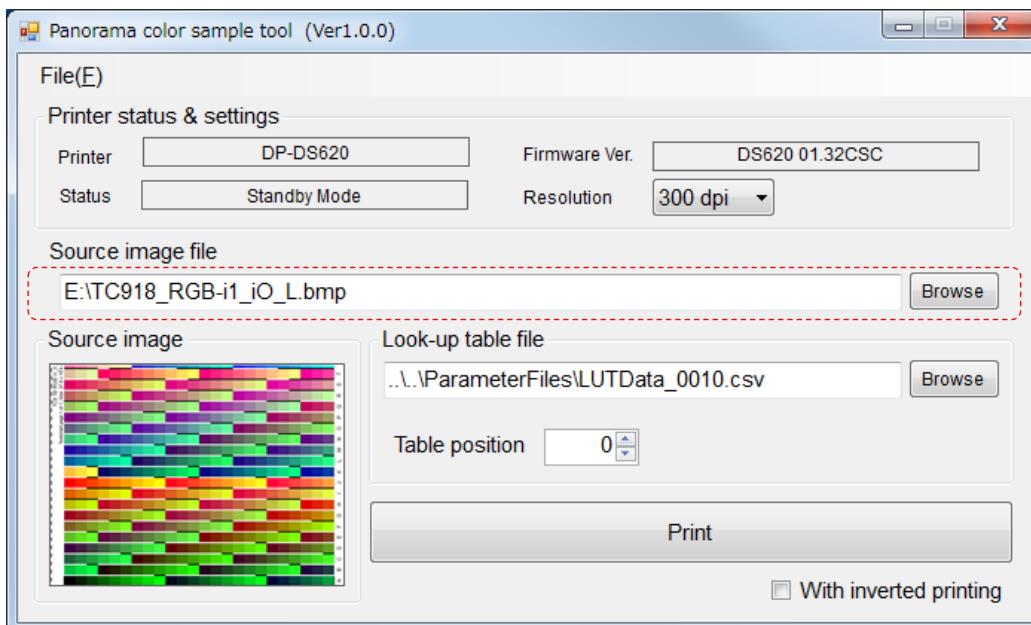 Panorama color sample tool (Ver1.0.0)
File(F)
Printer status & settings
Printer DP-DS620 Firmware Ver. DS620 01.32CSC
Status Standby Mode Resolution 300 dpi
Source image file
E:\TC918_RGB-i1_iO_L.bmp Browse
Source image
Look-up table file
..\..\ParameterFiles\LUTData_0010.csv Browse
Table position 0
Print
With inverted printing